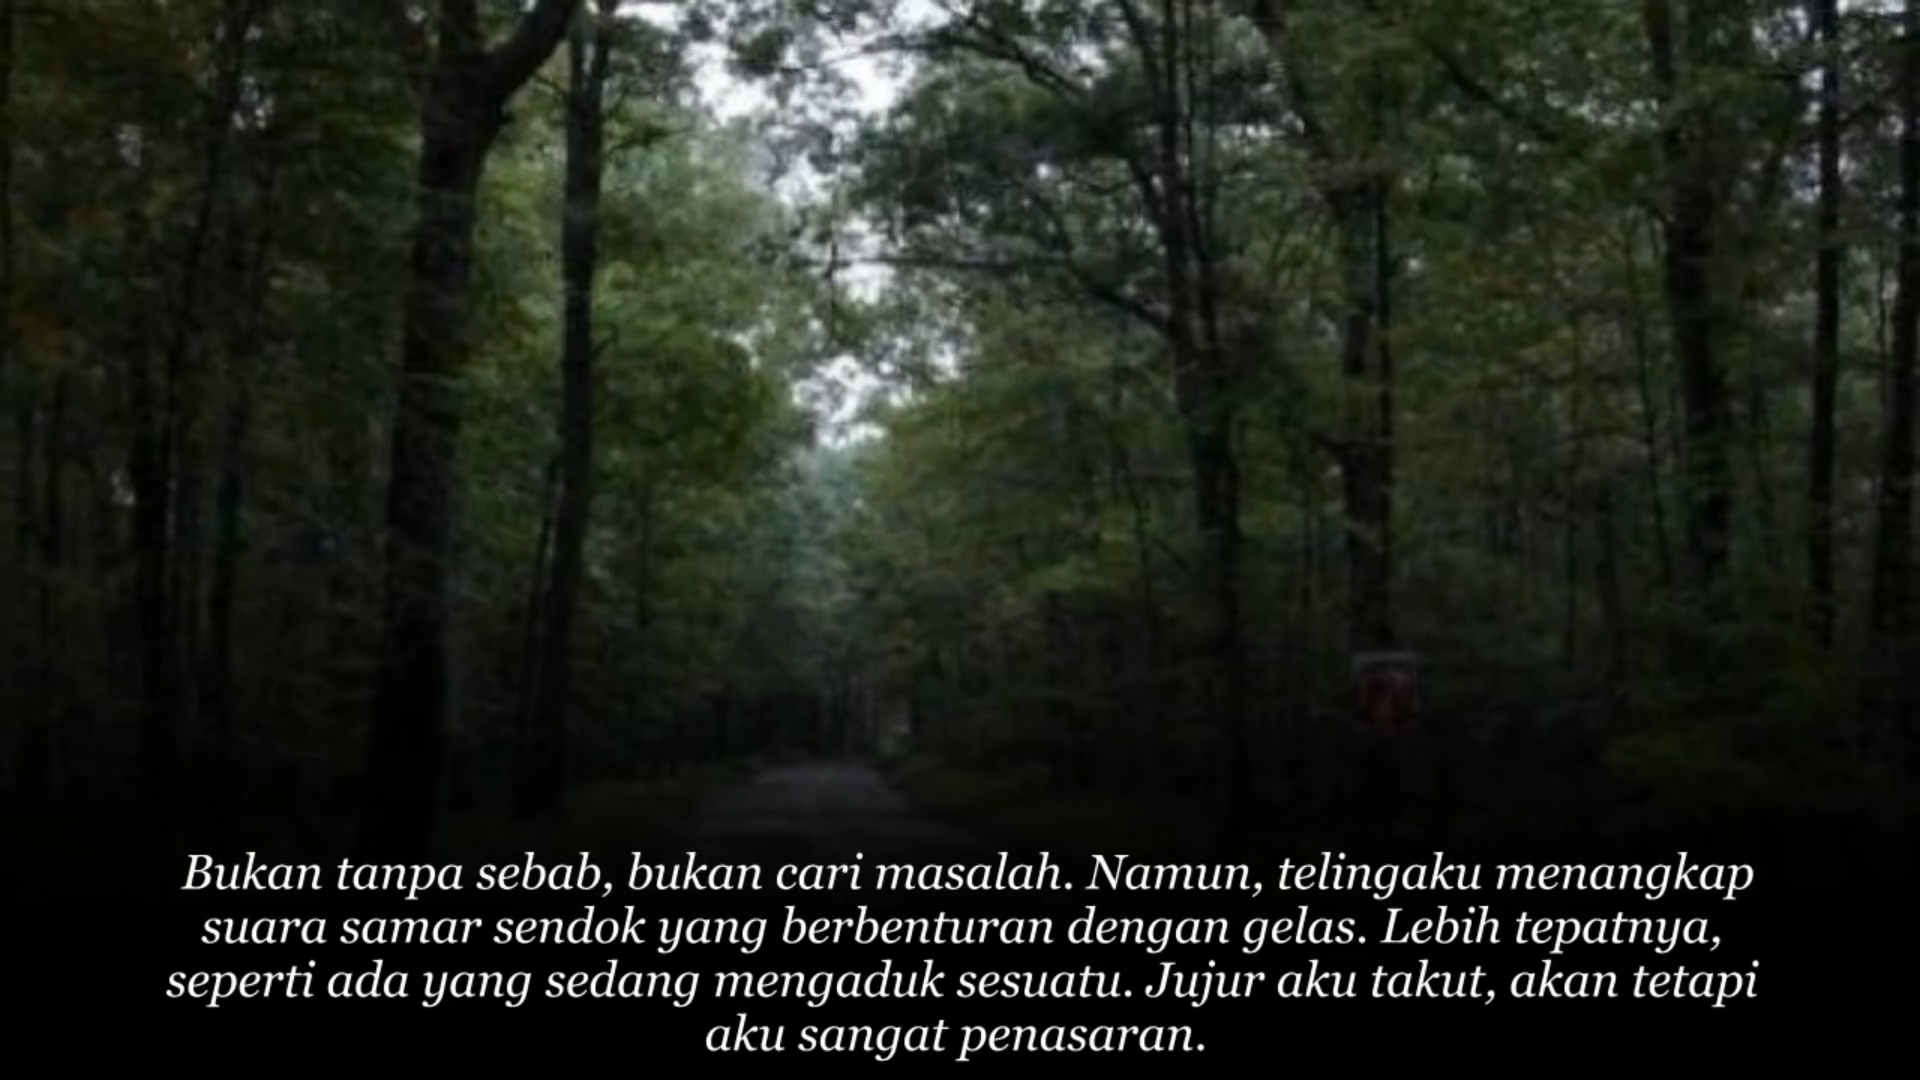 Bukan tanpa sebab, bukan cari masalah. Namun, telingaku menangkap
suara samar sendok yang berbenturan dengan gelas. Lebih tepatnya,
seperti ada yang sedang mengaduk sesuatu. Jujur aku takut, akan tetapi
aku sangat penasaran.